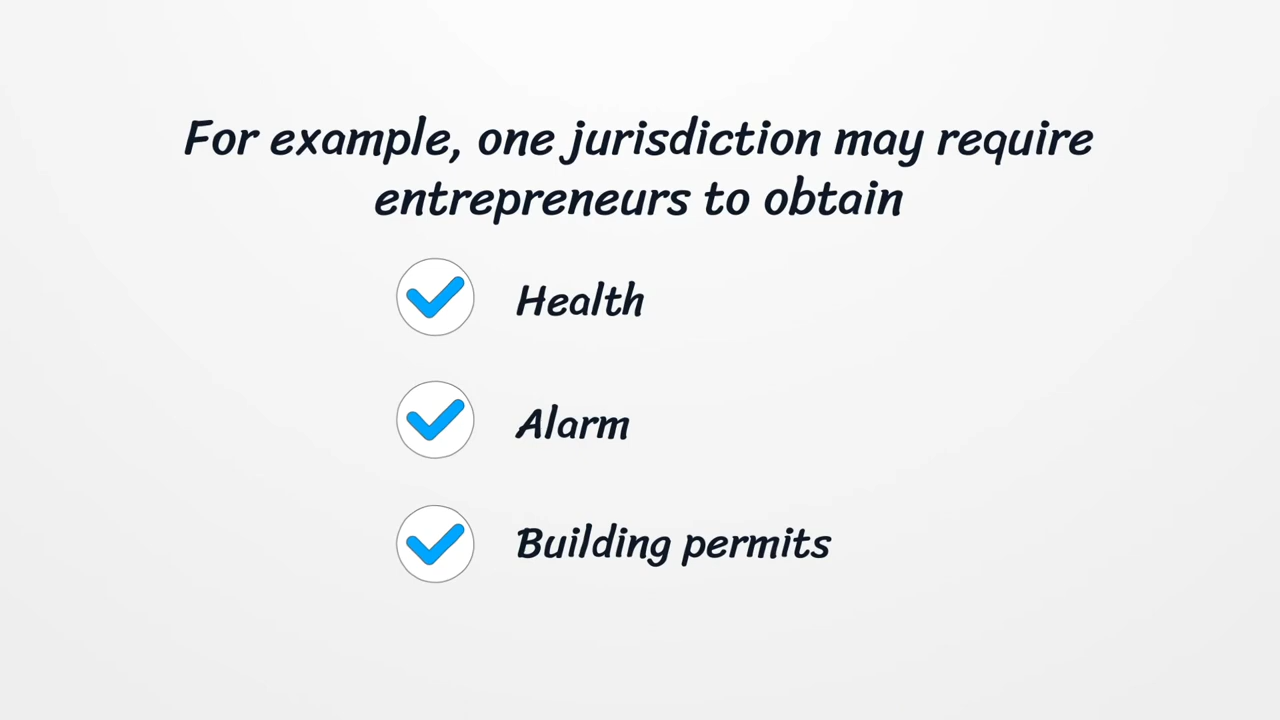 For example, one jurisdiction may require
entrepreneurs to obtain
Health
Alarm
Building permits